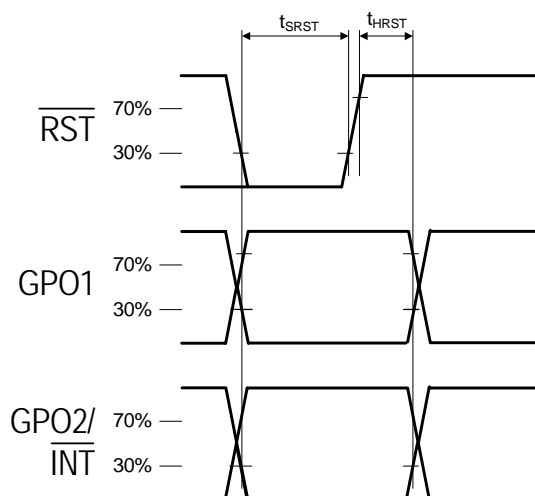 tSRST tHRST
RST 70%
30%
GPO1 70%
30%
GPO2/ 70%
INT 30%